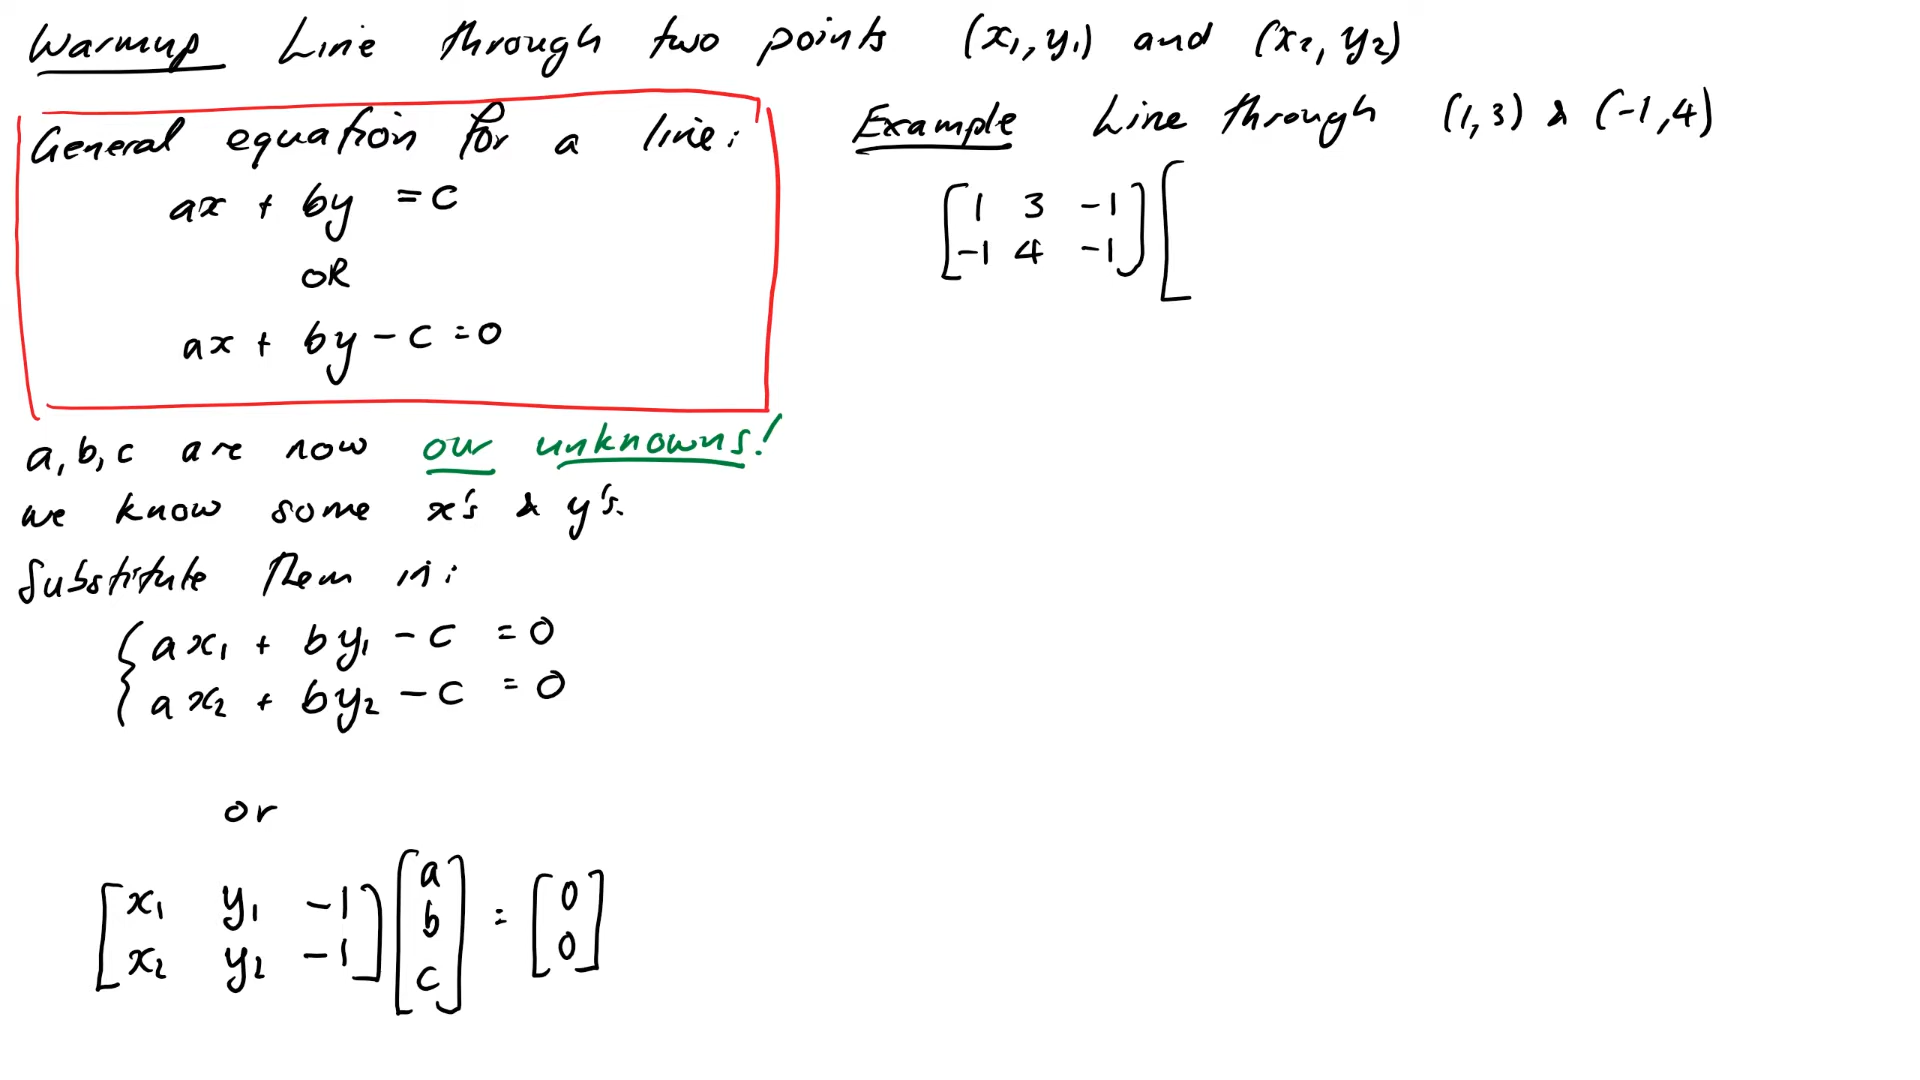 Warmup Line through two points (x₁, y₁) and (x₂, y₂)
General equation for a line:
ax + by = c
OR
ax + by - c = 0
a, b, c are now our unknowns!
we know some x's & y's.
Substitute them in:
{ ax₁ + by₁ - c = 0
ax₂ + by₂ - c = 0
or
[ x₁ y₁ -1 ] [ a
x₂ y₂ -1 ] b
c ] = [ 0
0 ]
Example Line through (1, 3) & (-1, 4)
[ 1 3 -1
-1 4 -1 ] [